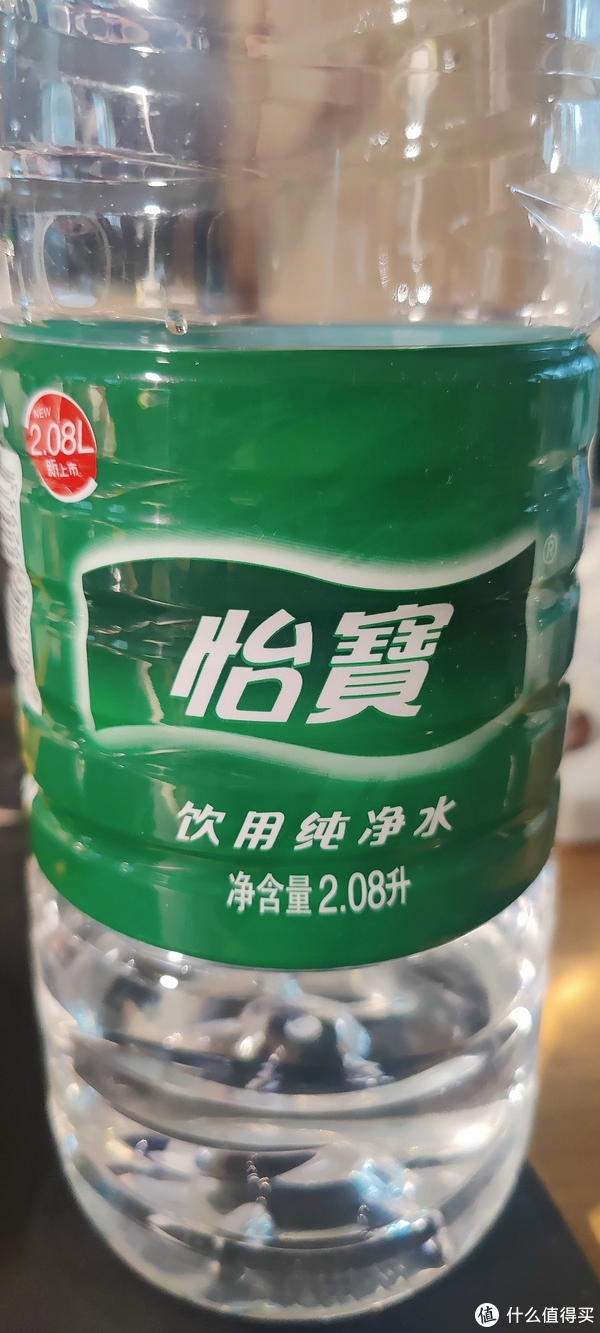 NEW
2.08L
新上市
®
怡寶
饮用纯净水
净含量2.08升
值 什么值得买